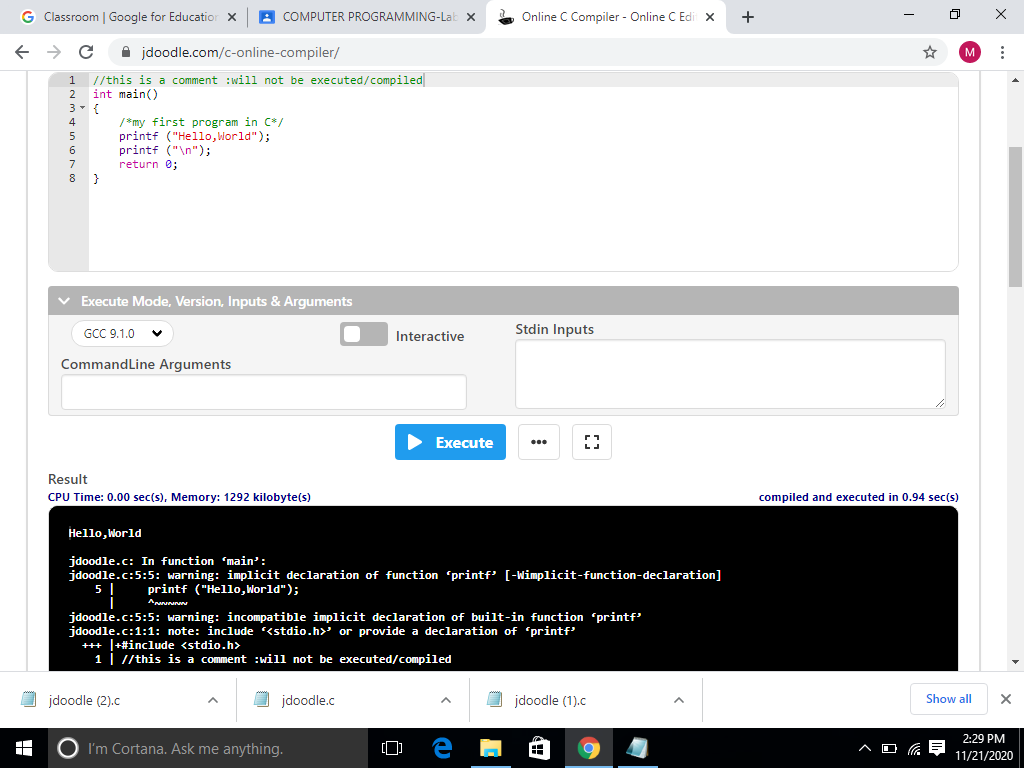 Classroom | Google for Education
COMPUTER PROGRAMMING-Lab
Online C Compiler - Online C Edi
jdoodle.com/c-online-compiler/
M
1 //this is a comment :will not be executed/compiled
2 int main()
3 {
4 /*my first program in C*/
5 printf ("Hello,World");
6 printf ("\n");
7 return 0;
8 }
Execute Mode, Version, Inputs & Arguments
GCC 9.1.0
Interactive
Stdin Inputs
CommandLine Arguments
Execute
Result
CPU Time: 0.00 sec(s), Memory: 1292 kilobyte(s)
compiled and executed in 0.94 sec(s)
Hello,World
jdoodle.c: In function ‘main’:
jdoodle.c:5:5: warning: implicit declaration of function ‘printf’ [-Wimplicit-function-declaration]
5 | printf ("Hello,World");
| ^~~~~~
jdoodle.c:5:5: warning: incompatible implicit declaration of built-in function ‘printf’
jdoodle.c:1:1: note: include ‘<stdio.h>’ or provide a declaration of ‘printf’
+++ |+#include <stdio.h>
1 | //this is a comment :will not be executed/compiled
jdoodle (2).c
jdoodle.c
jdoodle (1).c
Show all
I'm Cortana. Ask me anything.
2:29 PM
11/21/2020